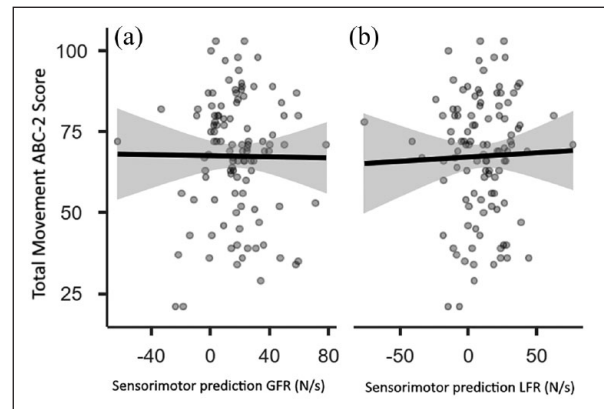 (a) (b)
100
75
50
25
Total Movement ABC-2 Score
-40 0 40 80 -50 0 50
Sensorimotor prediction GFR (N/s) Sensorimotor prediction LFR (N/s)